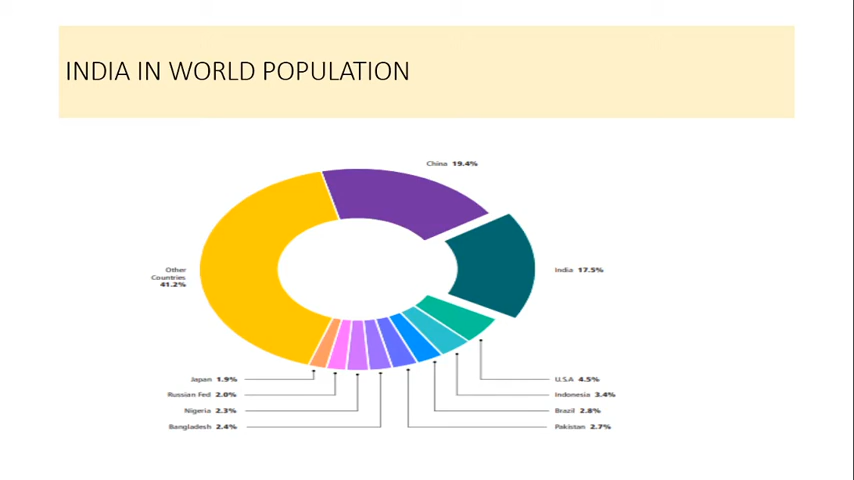 INDIA IN WORLD POPULATION
China 19.4%
Other
Countries
41.2%
India 17.5%
Japan 1.9%
U.S.A 4.5%
Russian Fed 2.0%
Indonesia 3.4%
Nigeria 2.3%
Brazil 2.8%
Bangladesh 2.4%
Pakistan 2.7%